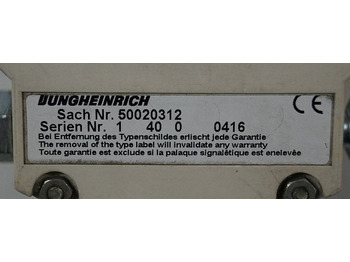 JUNGHEINRICH
Sach Nr. 50020312
Serien Nr. 1 40 0 0416
Bei Entfernung des Typenschildes erlischt jede Garantie
The removal of the type label will invalidate any warranty
Toute garantie est exclude si la palaque signalétique est enelevée
CE